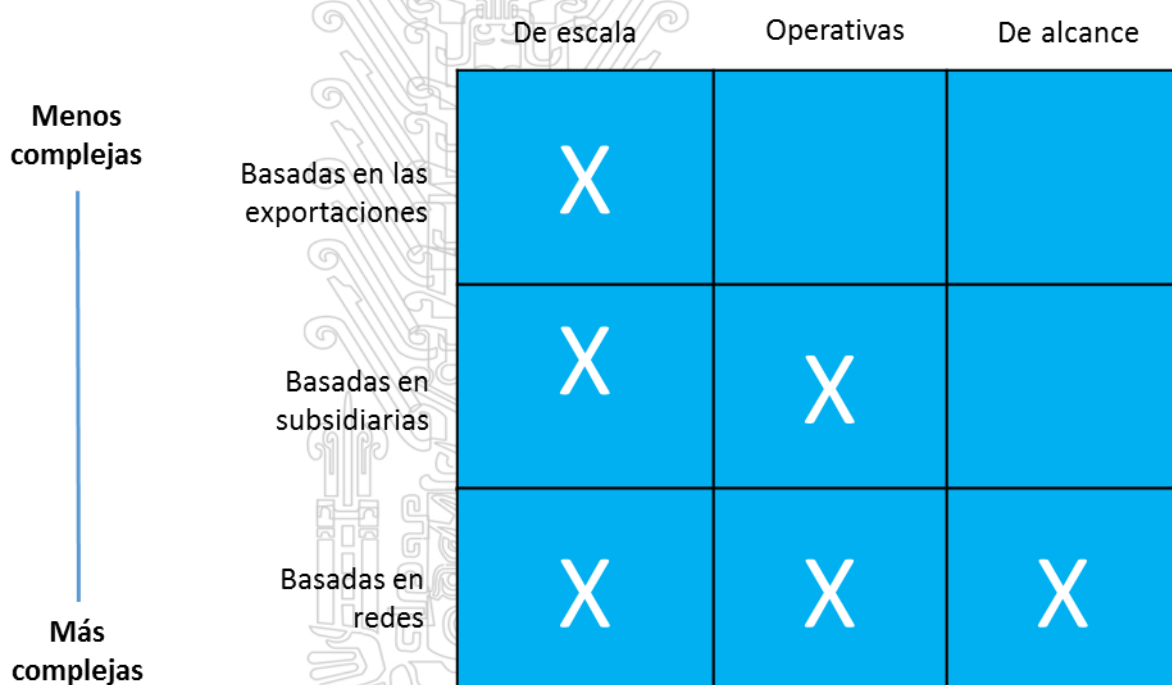 De escala Operativas De alcance
Menos
complejas
Basadas en las
exportaciones
X
Basadas en
subsidiarias
X X
Basadas en
redes
X X X
Más
complejas